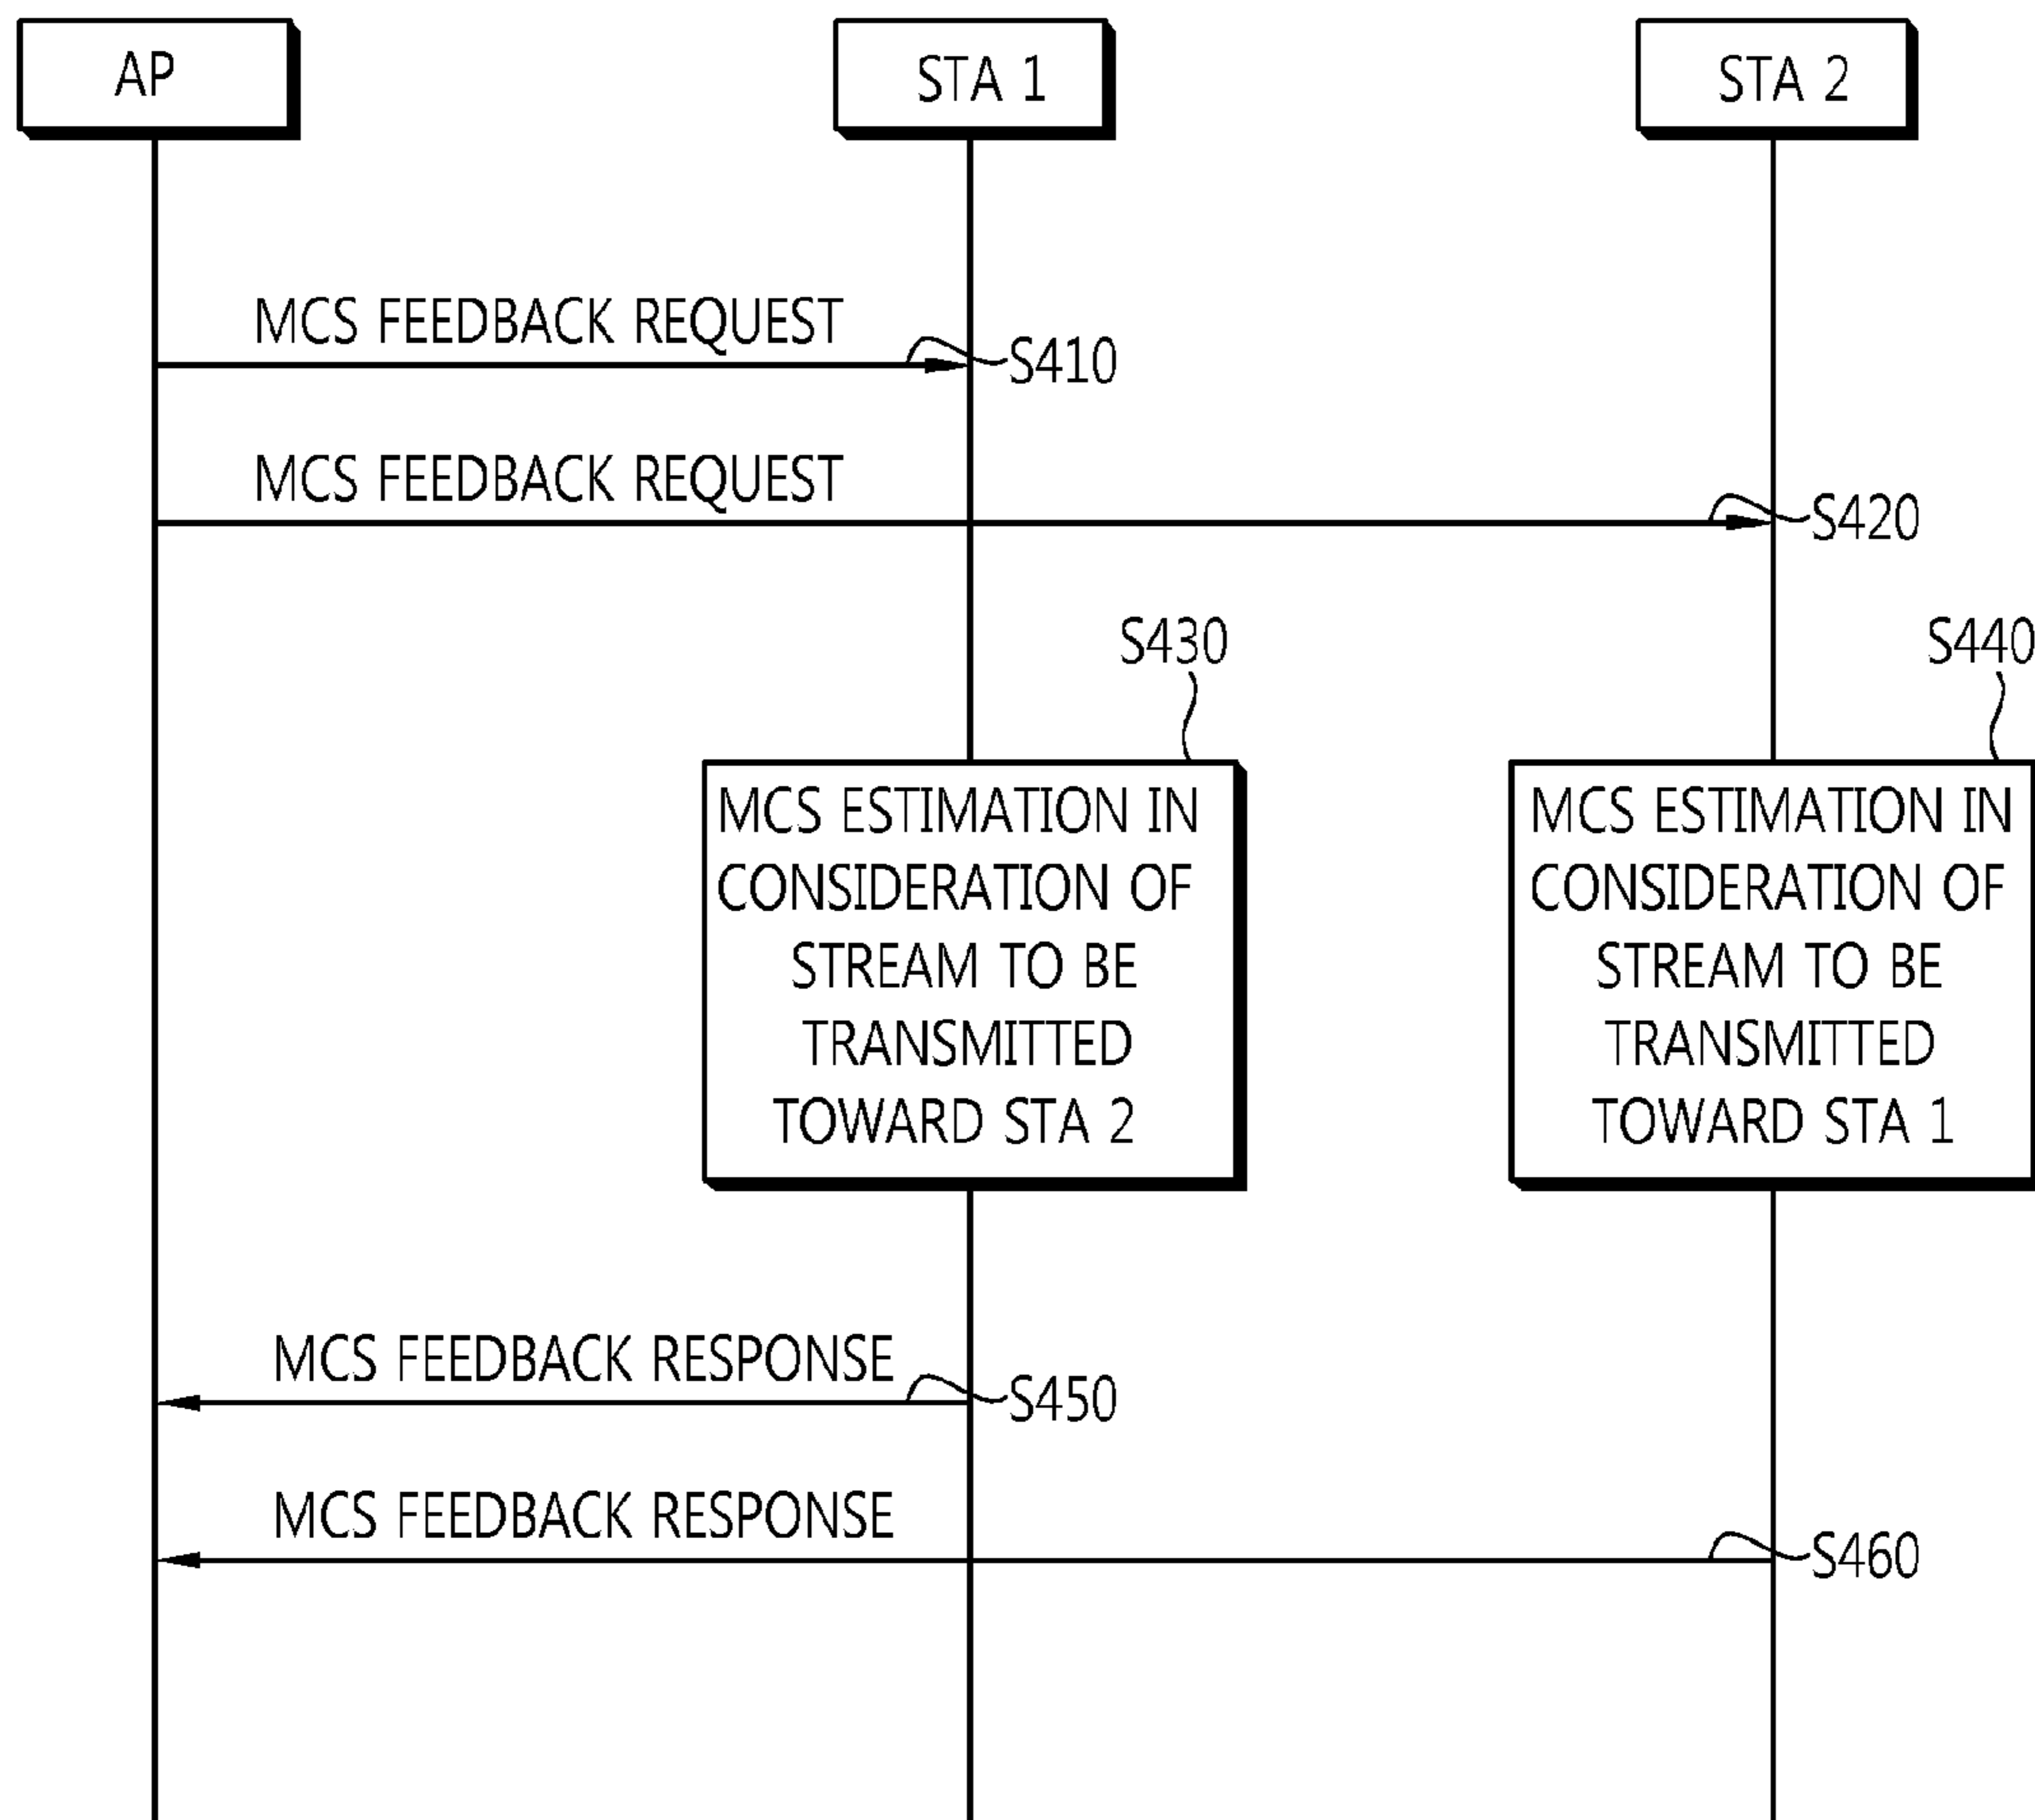 AP
STA 1
STA 2
MCS FEEDBACK REQUEST
S410
MCS FEEDBACK REQUEST
S420
S430
S440
MCS ESTIMATION IN
CONSIDERATION OF
STREAM TO BE
TRANSMITTED
TOWARD STA 2
MCS ESTIMATION IN
CONSIDERATION OF
STREAM TO BE
TRANSMITTED
TOWARD STA 1
MCS FEEDBACK RESPONSE
S450
MCS FEEDBACK RESPONSE
S460